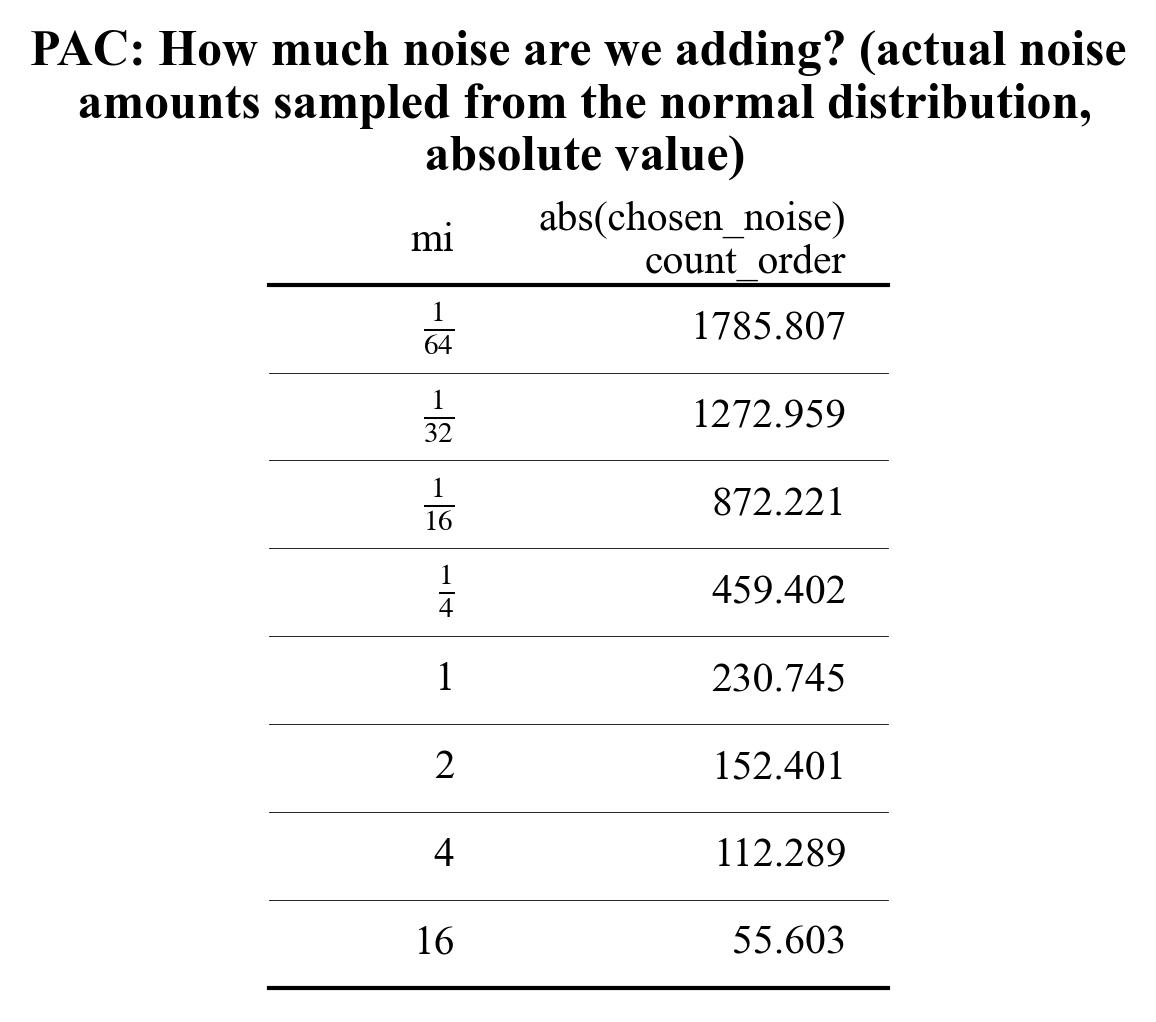 PAC: How much noise are we adding? (actual noise
amounts sampled from the normal distribution,
absolute value)
mi abs(chosen_noise) count_order
1/64 1785.807
1/32 1272.959
1/16 872.221
1/4 459.402
1 230.745
2 152.401
4 112.289
16 55.603